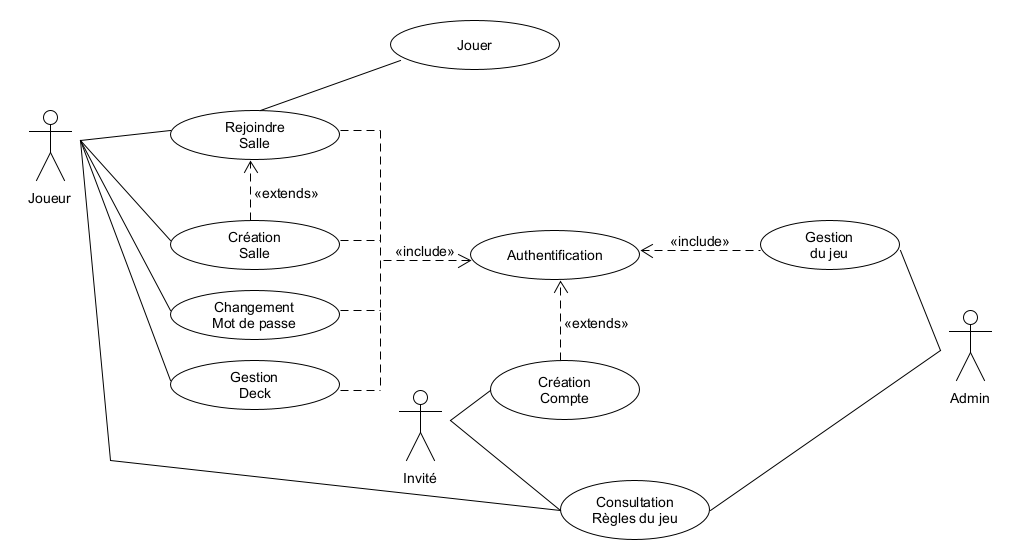 Jouer
Rejoindre
Salle
Joueur
«extends»
Création
Salle
«include»
Authentification
«include»
Gestion
du jeu
Changement
Mot de passe
«extends»
Gestion
Deck
Création
Compte
Admin
Invité
Consultation
Règles du jeu